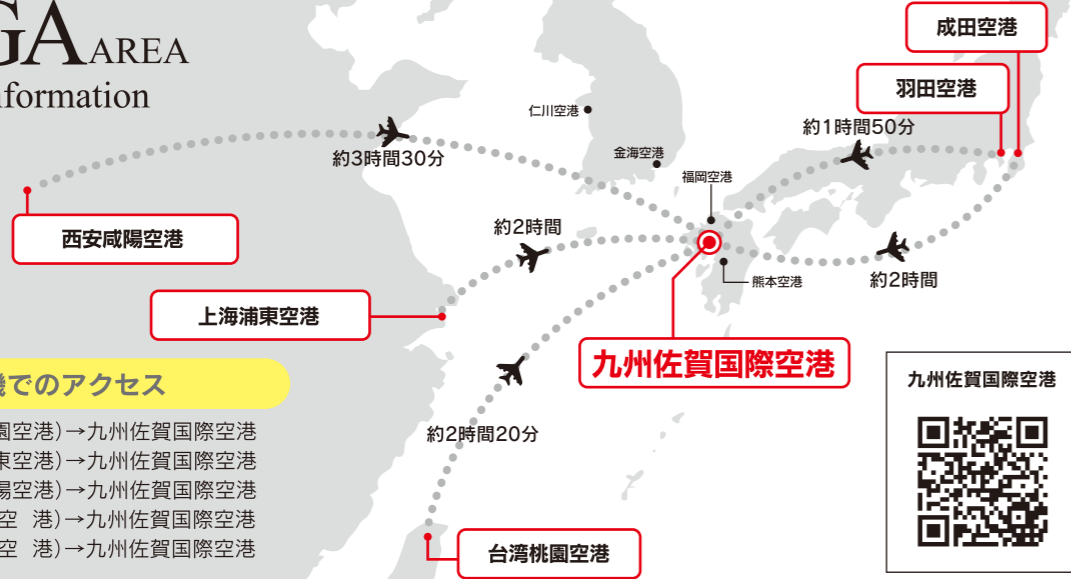 GA AREA
nformation
成田空港
羽田空港
仁川空港
約1時間50分
金海空港
約3時間30分
福岡空港
西安咸陽空港
約2時間
約2時間
熊本空港
上海浦東空港
九州佐賀国際空港
九州佐賀国際空港
機でのアクセス
園空港)→九州佐賀国際空港
東空港)→九州佐賀国際空港
陽空港)→九州佐賀国際空港
空 港)→九州佐賀国際空港
空 港)→九州佐賀国際空港
約2時間20分
台湾桃園空港